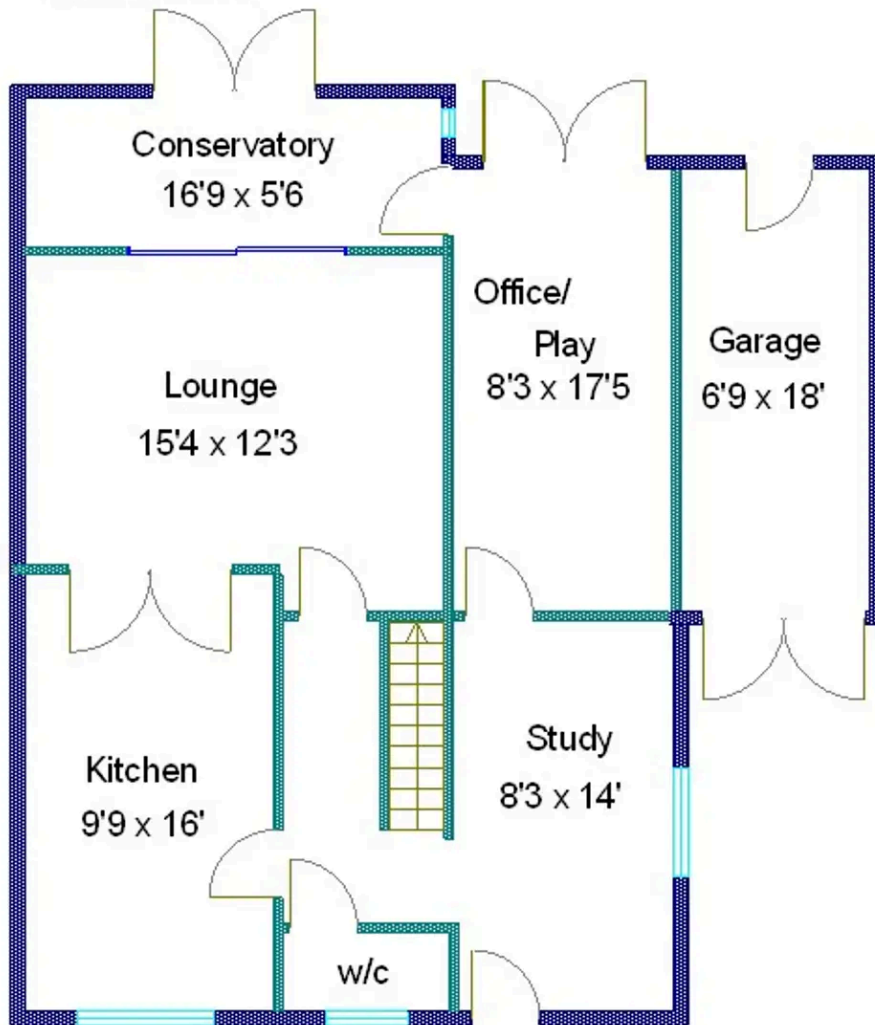 Conservatory
16'9 x 5'6
Office/
Play
8'3 x 17'5
Garage
6'9 x 18'
Lounge
15'4 x 12'3
Kitchen
9'9 x 16'
Study
8'3 x 14'
w/c